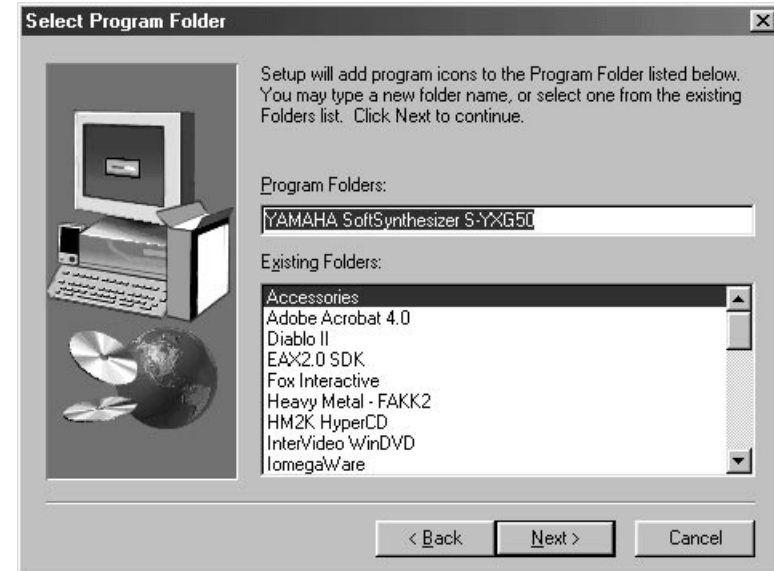 Select Program Folder
Setup will add program icons to the Program Folder listed below.
You may type a new folder name, or select one from the existing
Folders list. Click Next to continue.
Program Folders:
YAMAHA SoftSynthesizer S-YXG50
Existing Folders:
Accessories
Adobe Acrobat 4.0
Diablo II
EAX2.0 SDK
Fox Interactive
Heavy Metal - FAKK2
HM2K HyperCD
InterVideo WinDVD
IomegaWare
< Back Next > Cancel